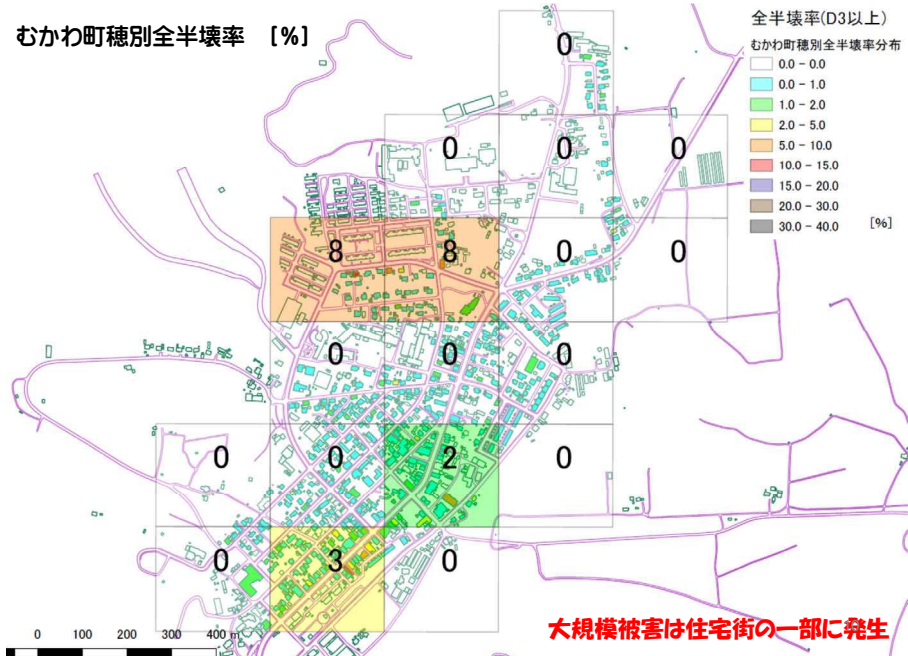 むかわ町穂別全半壊率 [%]
全半壊率(D3以上)
むかわ町穂別全半壊率分布
0.0 - 0.0
0.0 - 1.0
1.0 - 2.0
2.0 - 5.0
5.0 - 10.0
10.0 - 15.0
15.0 - 20.0
20.0 - 30.0
30.0 - 40.0 [%]
0
0 0 0
8 8 0 0
0 0 0
0 0 2 0
0 3 0
0 100 200 300 400 m
大規模被害は住宅街の一部に発生